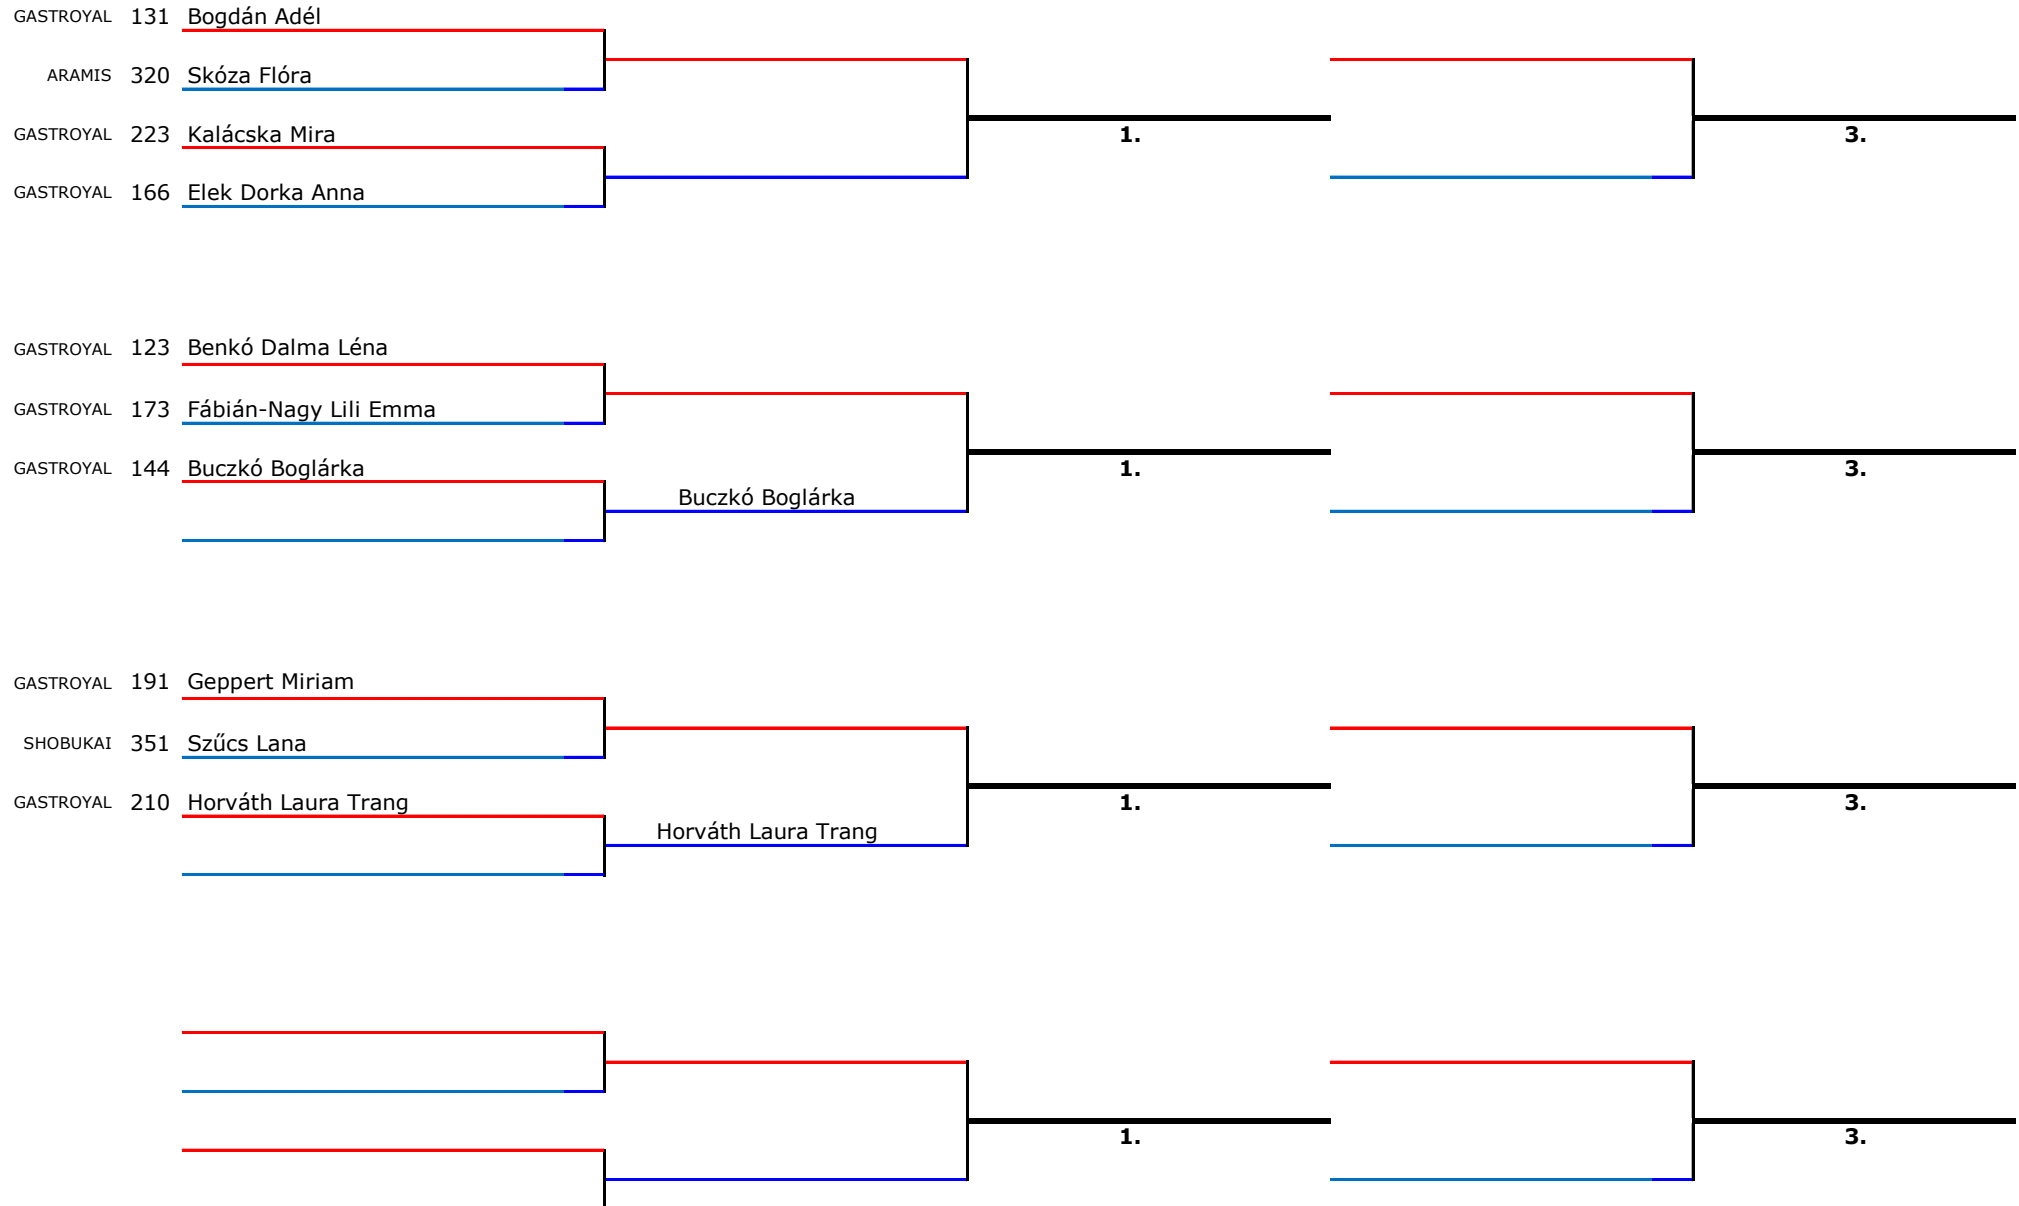 GASTROYAL 131 Bogdán Adél
ARAMIS 320 Skóza Flóra
GASTROYAL 223 Kalácska Mira
1.
3.
GASTROYAL 166 Elek Dorka Anna
GASTROYAL 123 Benkó Dalma Léna
GASTROYAL 173 Fábián-Nagy Lili Emma
GASTROYAL 144 Buczkó Boglárka
1.
3.
Buczkó Boglárka
GASTROYAL 191 Geppert Miriam
SHOBUKAI 351 Szűcs Lana
GASTROYAL 210 Horváth Laura Trang
1.
3.
Horváth Laura Trang
1.
3.